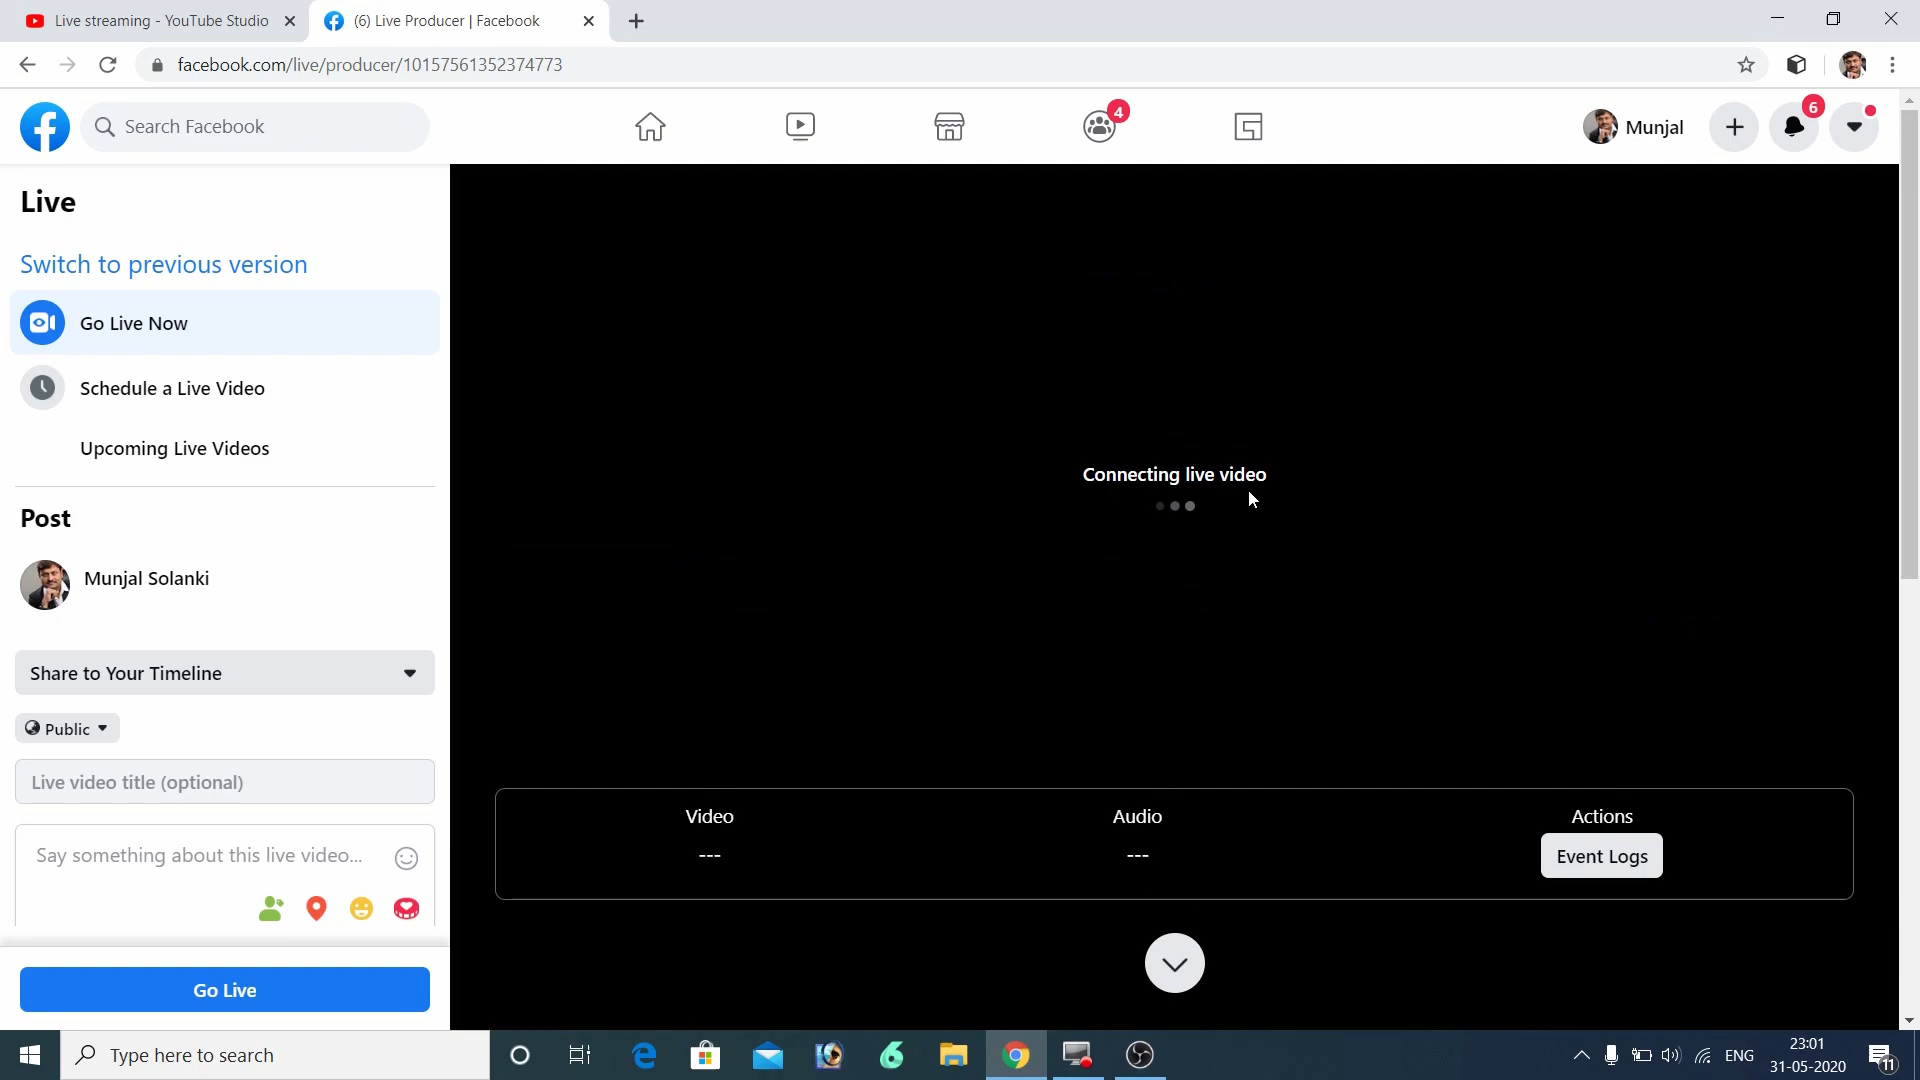 Live streaming - YouTube Studio
(6) Live Producer | Facebook
facebook.com/live/producer/10157561352374773
Search Facebook
4
Munjal
6
Live
Switch to previous version
Go Live Now
Schedule a Live Video
Upcoming Live Videos
Post
Munjal Solanki
Share to Your Timeline
Public
Live video title (optional)
Say something about this live video...
Go Live
Connecting live video
Video
Audio
Actions
---
---
Event Logs
Type here to search
ENG
23:01
31-05-2020
11